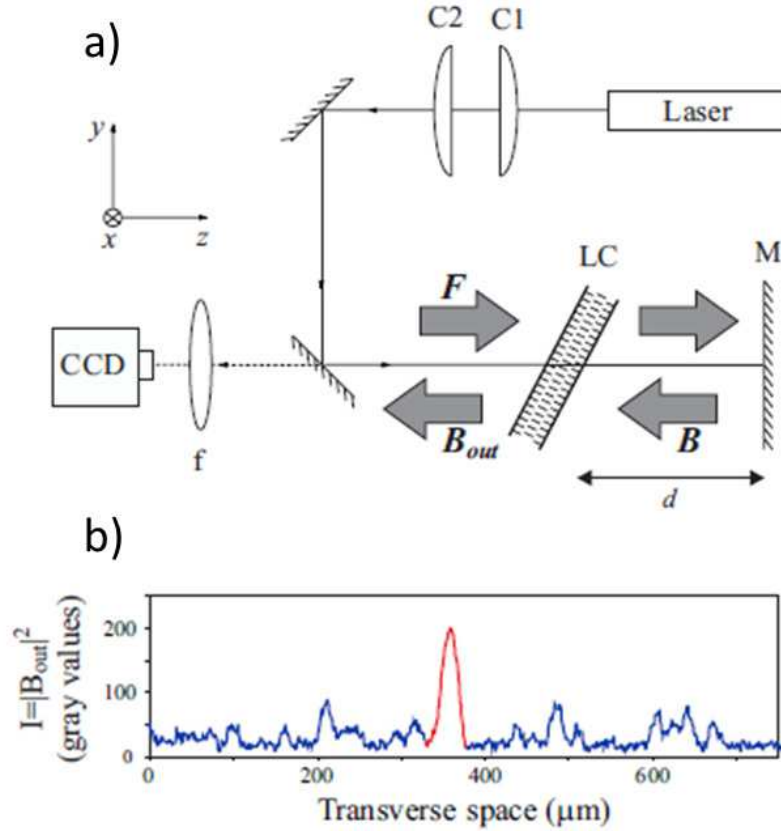 a)
C2 C1
Laser
y
x z
LC M
F
CCD
f
B_out B
d
b)
I=|B_out|^2
(gray values)
200
100
0
0 200 400 600
Transverse space (μm)